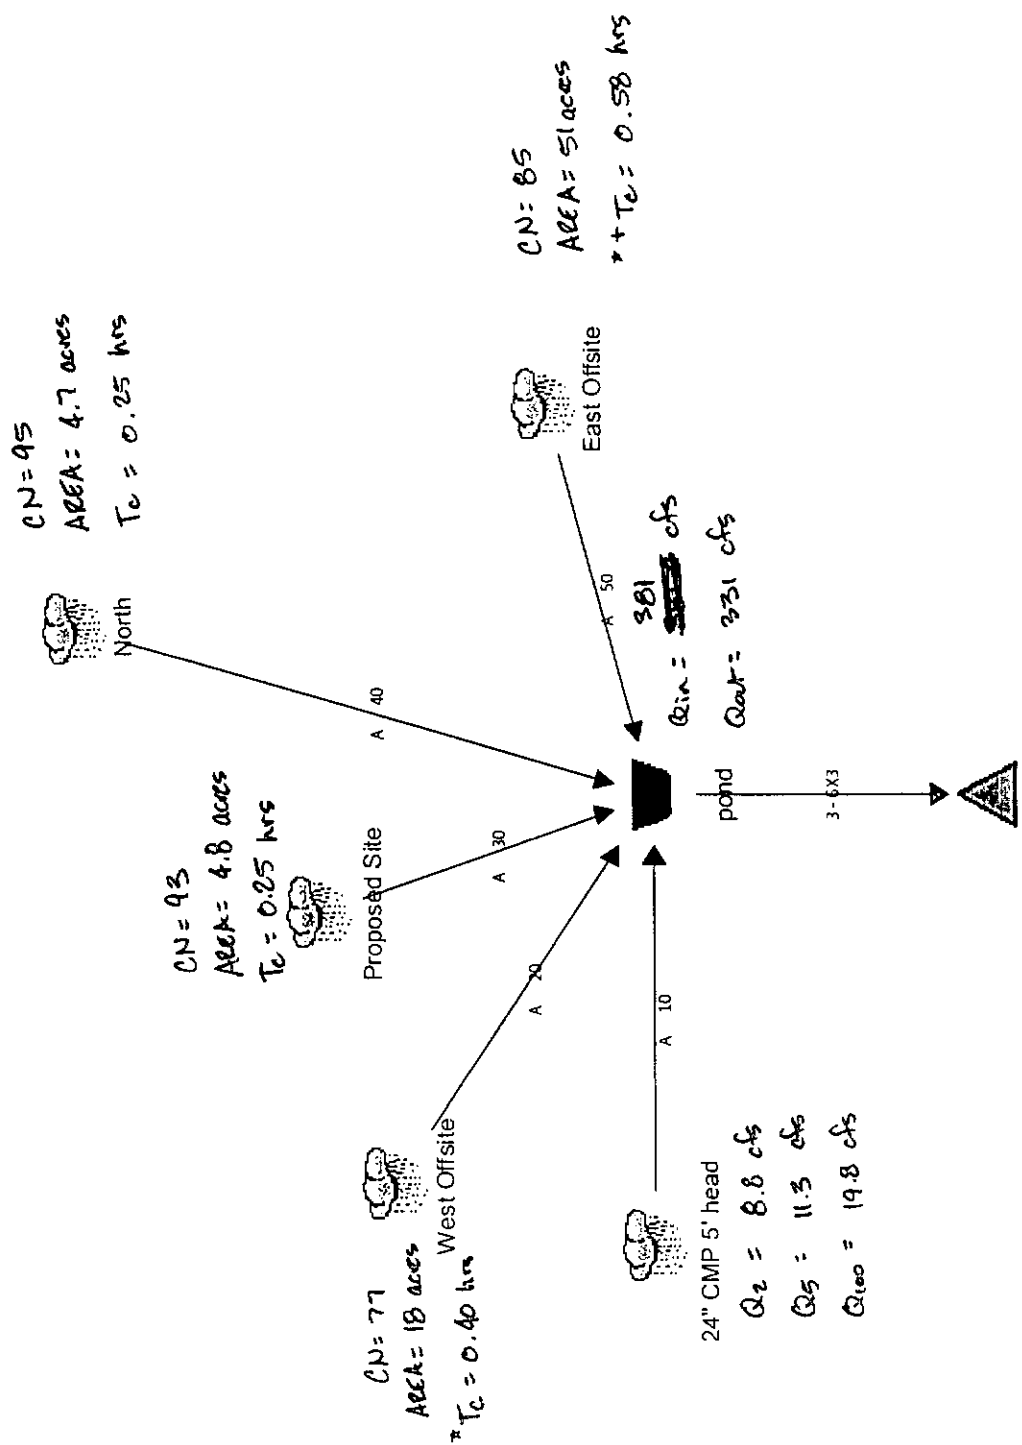 CN = 95
AREA = 4.7 acres
Tc = 0.25 hrs
North
A 40
CN = 93
AREA = 4.8 acres
Tc = 0.25 hrs
Proposed Site
A 30
CN = 77
AREA = 18 acres
*Tc = 0.40 hrs
West Offsite
A 20
24" CMP 5' head
Q2 = 8.8 cfs
Q5 = 11.3 cfs
Q100 = 19.8 cfs
A 10
CN = 85
AREA = 51 acres
*+Tc = 0.58 hrs
East Offsite
A 50
381
Qin = cfs
Qout = 331 cfs
pond
3 - 6X3